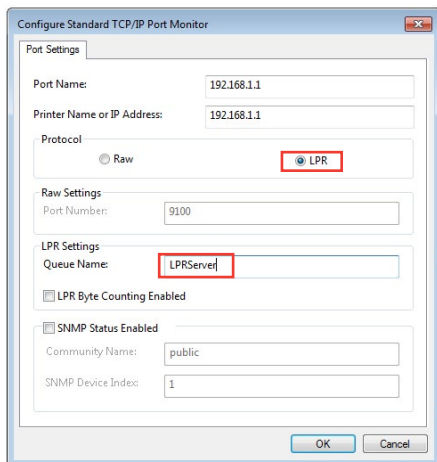 Configure Standard TCP/IP Port Monitor
Port Settings
Port Name: 192.168.1.1
Printer Name or IP Address: 192.168.1.1
Protocol
Raw LPR
Raw Settings
Port Number: 9100
LPR Settings
Queue Name: LPRServer
LPR Byte Counting Enabled
SNMP Status Enabled
Community Name: public
SNMP Device Index: 1
OK Cancel